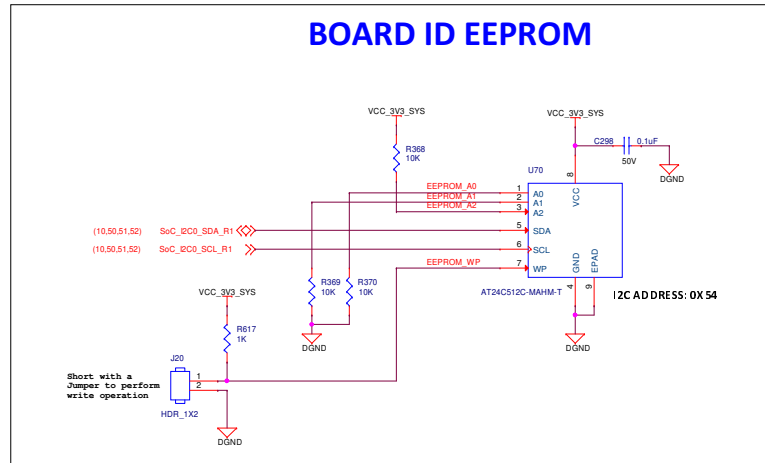 BOARD ID EEPROM
VCC_3V3_SYS
VCC_3V3_SYS
R368
10K
C298
0.1uF
50V
DGND
U70
8
VCC
EEPROM_A0
1
A0
EEPROM_A1
2
A1
EEPROM_A2
3
A2
(10,50,51,52)
SoC_I2C0_SDA_R1
5
SDA
(10,50,51,52)
SoC_I2C0_SCL_R1
6
SCL
EEPROM_WP
7
WP
GND
EPAD
4
9
AT24C512C-MAHM-T
I2C ADDRESS: 0X54
R369
10K
R370
10K
DGND
DGND
VCC_3V3_SYS
R617
1K
J20
Short with a
Jumper to perform
write operation
1
2
HDR_1X2
DGND